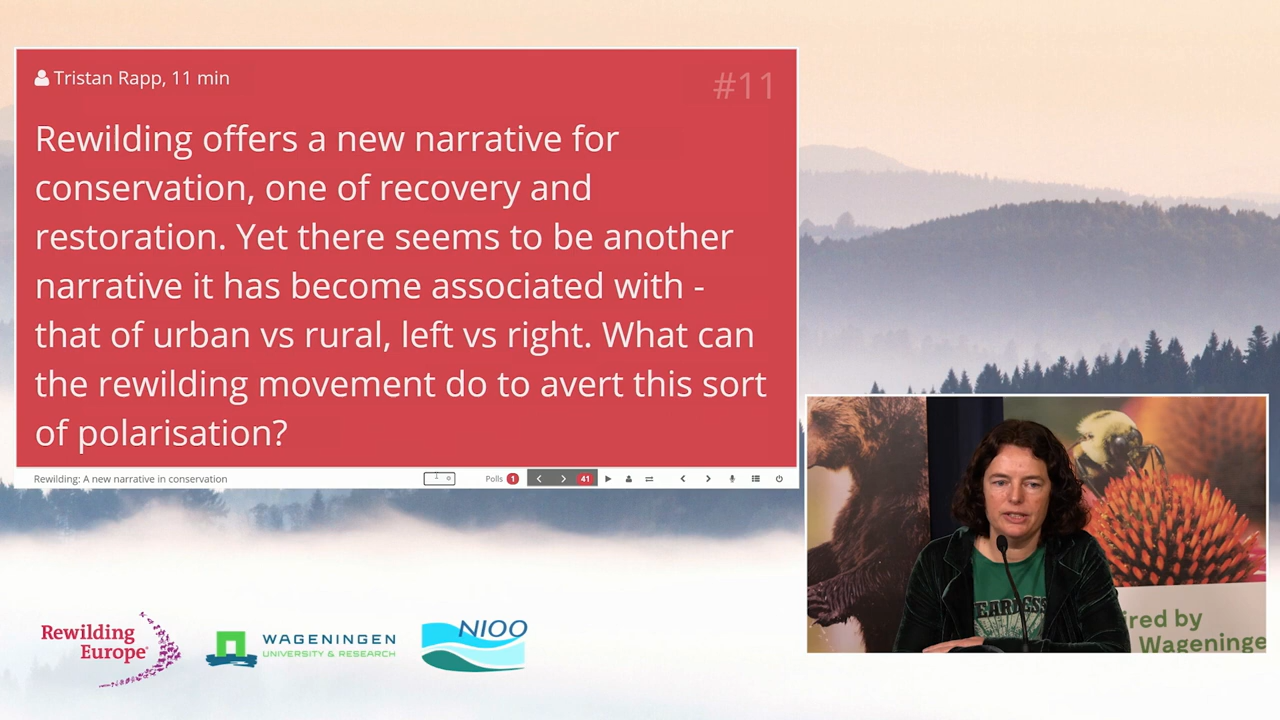 Tristan Rapp, 11 min
#11
Rewilding offers a new narrative for
conservation, one of recovery and
restoration. Yet there seems to be another
narrative it has become associated with -
that of urban vs rural, left vs right. What can
the rewilding movement do to avert this sort
of polarisation?
Rewilding: A new narrative in conservation
Polls 1
41
FEARLESS
ired by
Wageninge
Rewilding
Europe
WAGENINGEN
UNIVERSITY & RESEARCH
NIOO